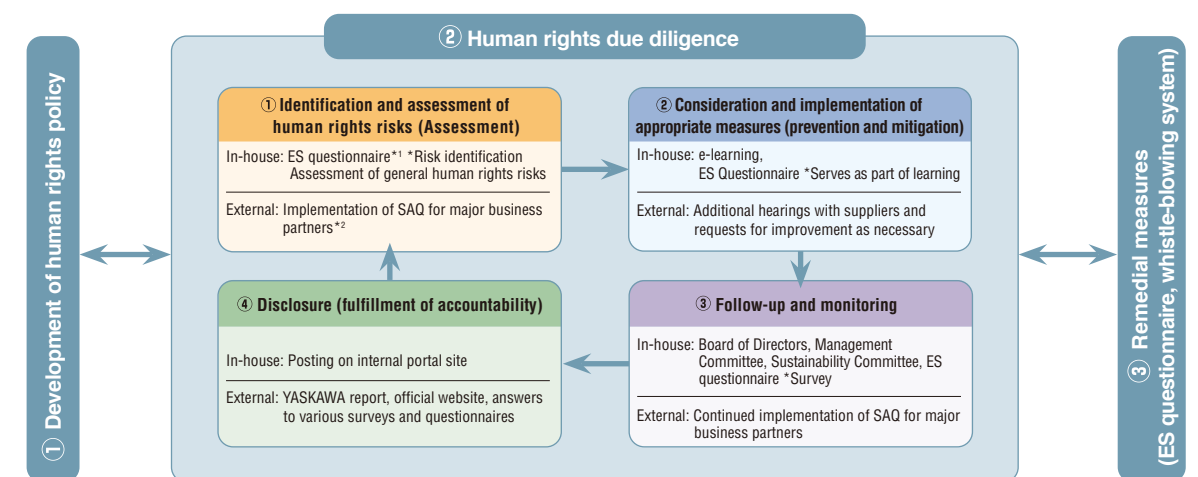 ① Development of human rights policy
② Human rights due diligence
① Identification and assessment of
human rights risks (Assessment)
In-house: ES questionnaire*1 *Risk identification
Assessment of general human rights risks
External: Implementation of SAQ for major business
partners*2
② Consideration and implementation of
appropriate measures (prevention and mitigation)
In-house: e-learning,
ES Questionnaire *Serves as part of learning
External: Additional hearings with suppliers and
requests for improvement as necessary
④ Disclosure (fulfillment of accountability)
In-house: Posting on internal portal site
External: YASKAWA report, official website, answers
to various surveys and questionnaires
③ Follow-up and monitoring
In-house: Board of Directors, Management
Committee, Sustainability Committee, ES
questionnaire *Survey
External: Continued implementation of SAQ for major
business partners
③ Remedial measures
(ES questionnaire, whistle-blowing system)